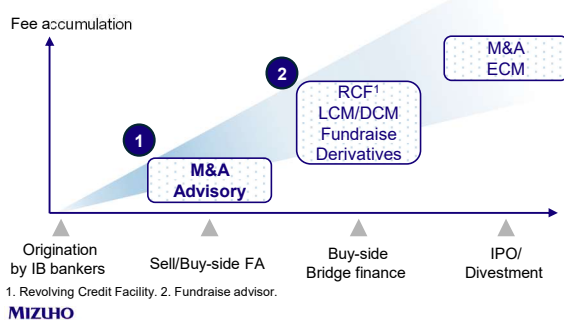 Fee accumulation
M&A
ECM
2
RCF¹
LCM/DCM
Fundraise
Derivatives
1
M&A
Advisory
Origination
by IB bankers
Sell/Buy-side FA
Buy-side
Bridge finance
IPO/
Divestment
1. Revolving Credit Facility. 2. Fundraise advisor.
MIZUHO